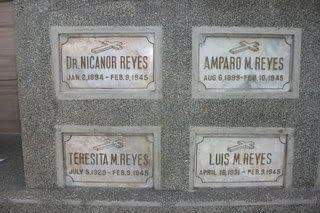 DR. NICANOR REYES
JAN. 2, 1894 - FEB. 9, 1945
AMPARO M. REYES
AUG. 6, 1899 - FEB. 10, 1945
TERESITA M. REYES
JULY 5, 1929 - FEB. 9, 1945
LUIS M. REYES
APRIL 16, 1931 - FEB. 9, 1945